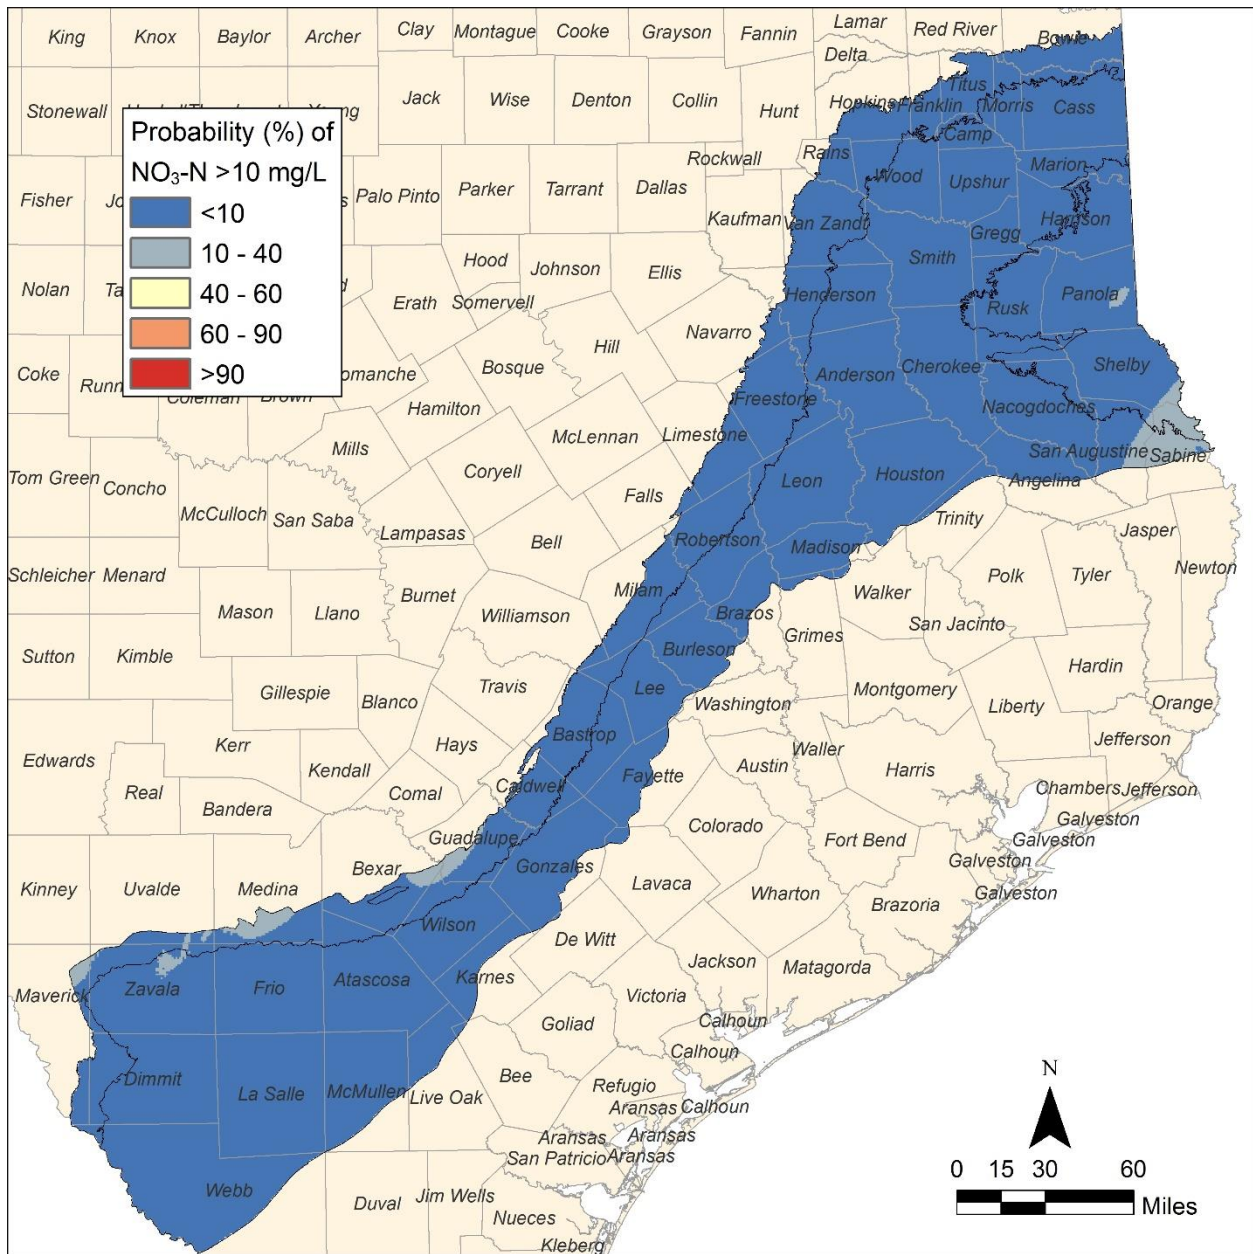 King Knox Baylor Archer Clay Montague Cooke Grayson Fannin Lamar Red River Bowie
Delta
Stonewall Jack Wise Denton Collin Hunt Hopkins Franklin Titus Morris Cass
Camp
Probability (%) of
NO₃-N >10 mg/L
<10
10 - 40
40 - 60
60 - 90
>90
Rockwall Rains Wood Upshur Marion
Fisher Palo Pinto Parker Tarrant Dallas Kaufman Van Zandt Gregg Harrison
Nolan Hood Johnson Ellis Smith
Erath Somervell Henderson Rusk Panola
Navarro
Coke Bosque Hill Anderson Cherokee Shelby
Hamilton Freestone Nacogdoches
Mills McLennan Limestone San Augustine Sabine
Tom Green Concho Coryell Leon Houston Angelina
McCulloch San Saba Falls
Lampasas Bell Robertson Madison Trinity Jasper
Schleicher Menard Burnet Milam Walker Polk Tyler Newton
Mason Llano Williamson Brazos Grimes San Jacinto
Sutton Kimble Burleson Hardin
Gillespie Blanco Travis Lee Washington Montgomery Liberty Orange
Edwards Kerr Hays Bastrop Waller Jefferson
Real Kendall Comal Caldwell Fayette Austin Harris Chambers Jefferson
Bandera Galveston
Guadalupe Colorado Fort Bend Galveston
Bexar Gonzales Galveston
Kinney Uvalde Medina Lavaca Wharton Brazoria Galveston
Wilson De Witt
Maverick Zavala Frio Atascosa Karnes Jackson Matagorda
Victoria
Goliad Calhoun
Dimmit La Salle McMullen Live Oak Bee Calhoun
Refugio
Aransas Calhoun
Aransas Aransas
San Patricio Aransas
Webb Duval Jim Wells Nueces
Kleberg
N
0 15 30 60
Miles